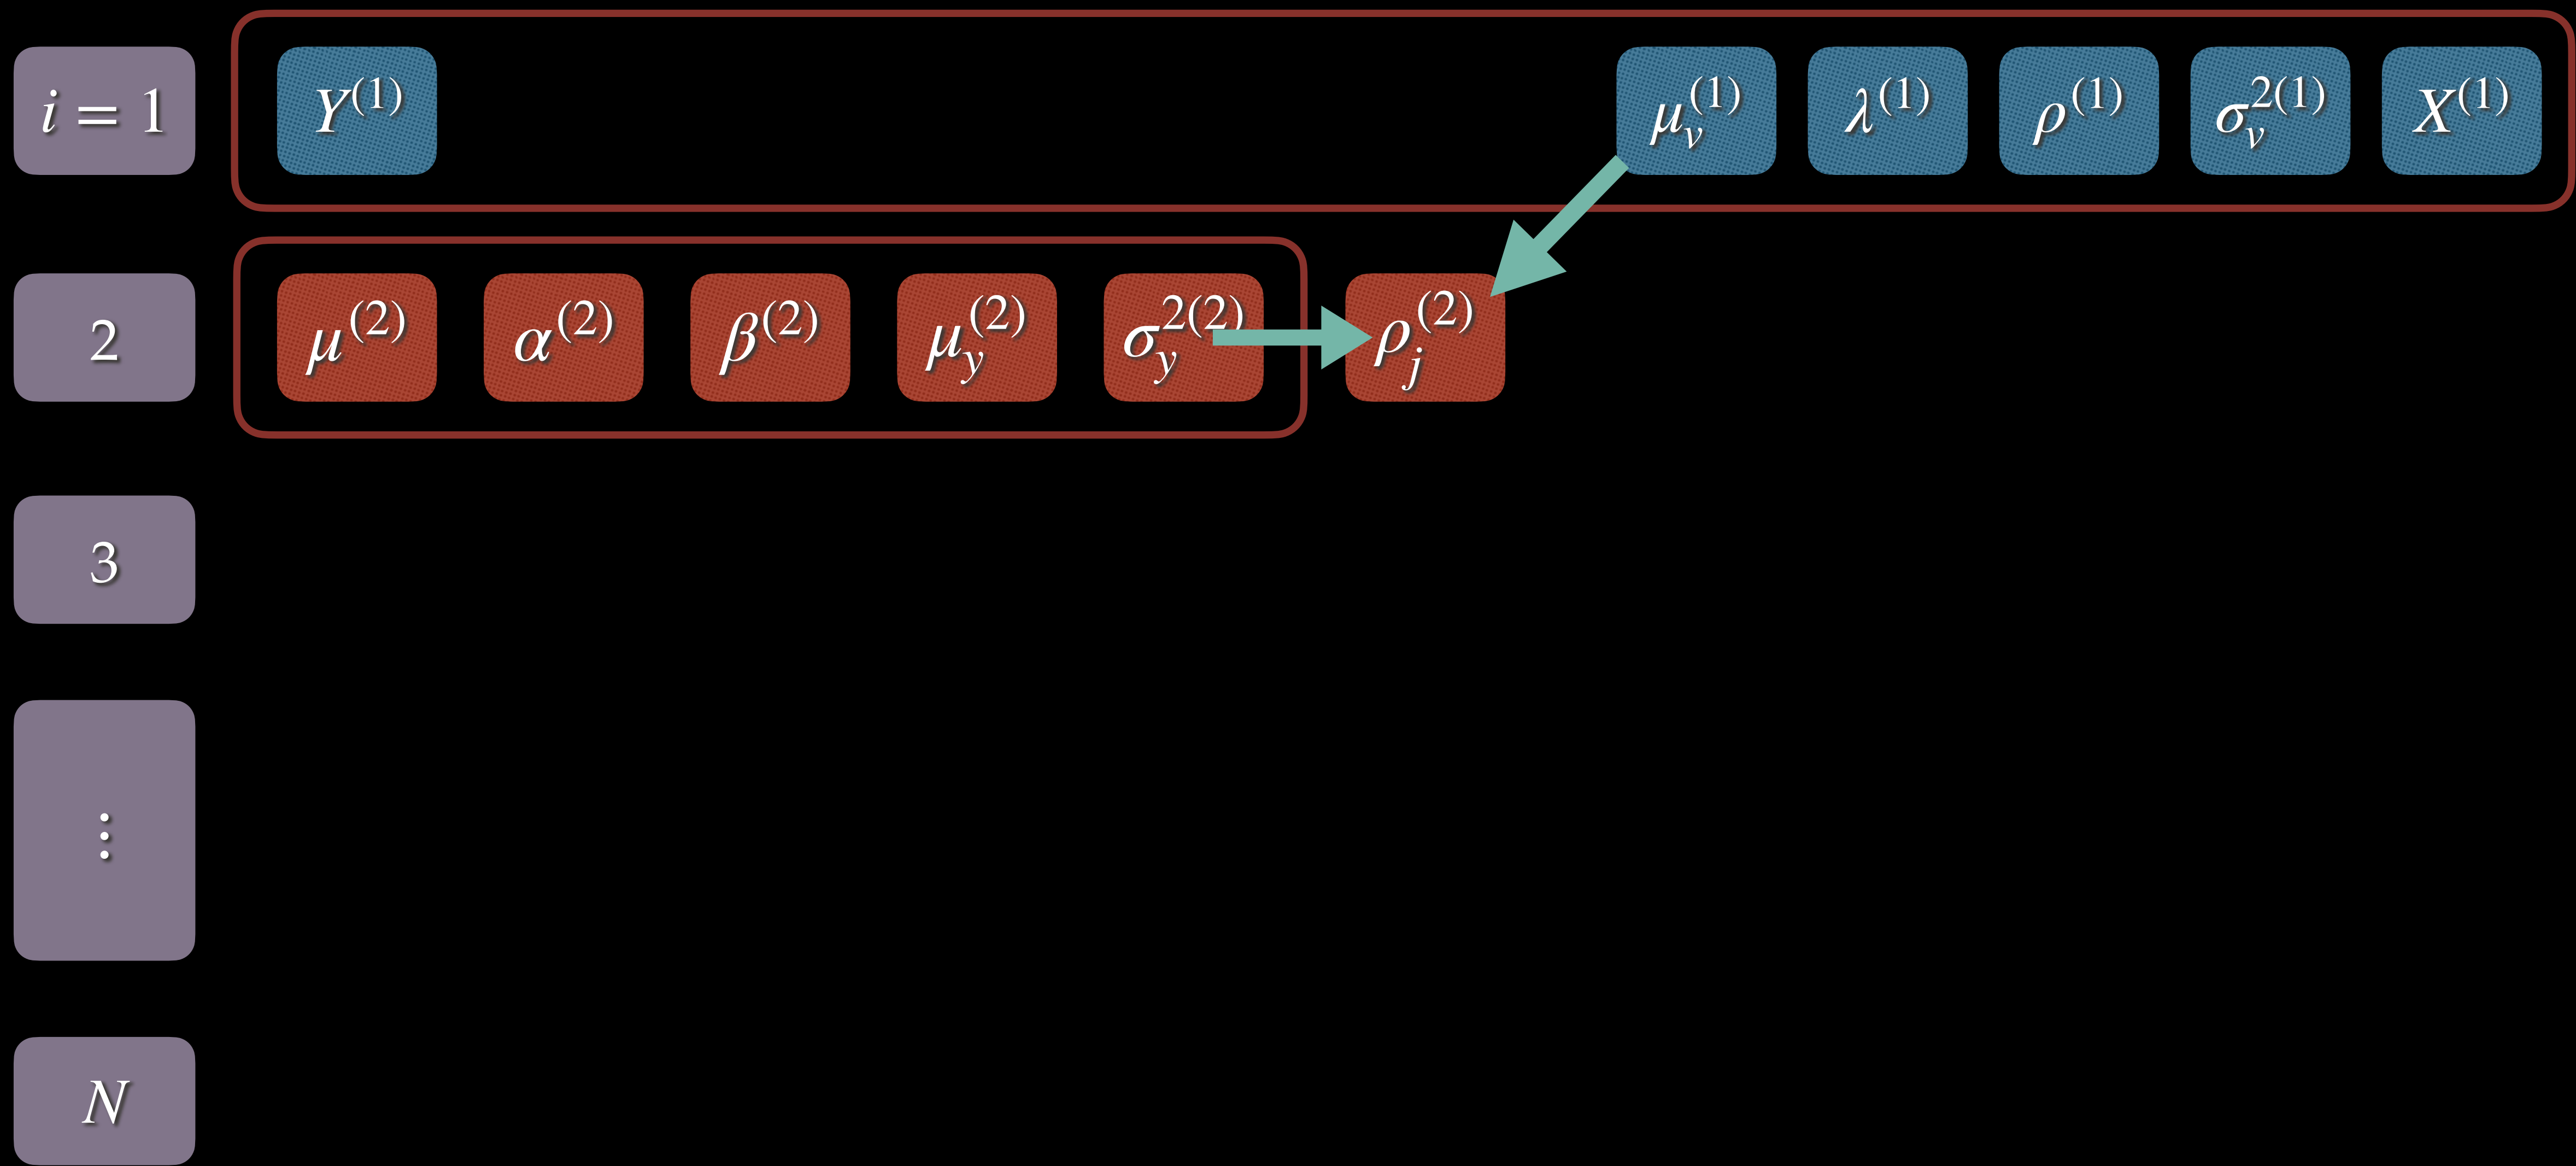 i = 1 Y^(1) μ_v^(1) λ^(1) ρ^(1) σ_v^2(1) X^(1)
2 μ^(2) α^(2) β^(2) μ_y^(2) σ_y^2(2) ρ_j^(2)
3
⋮
N